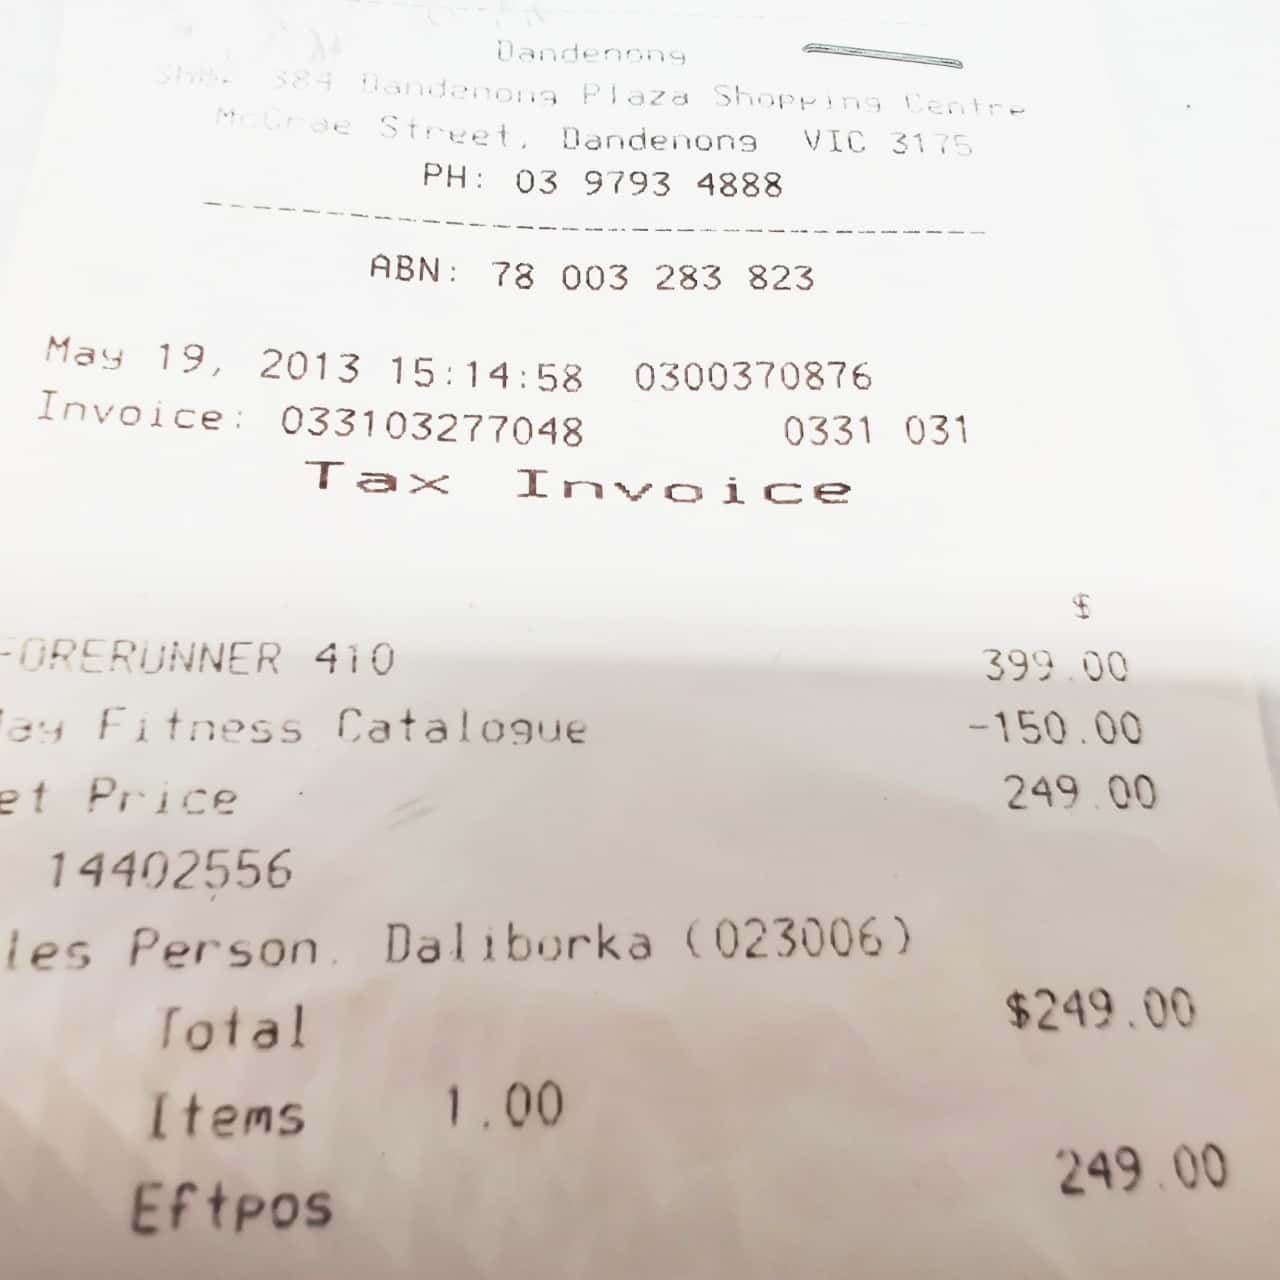 Dandenong
384 Dandenong Plaza Shopping Centre
McCrae Street, Dandenong VIC 3175
PH: 03 9793 4888
ABN: 78 003 283 823
May 19, 2013 15:14:58 0300370876
Invoice: 033103277048 0331 031
Tax Invoice
$
FORERUNNER 410 399.00
ay Fitness Catalogue -150.00
et Price 249.00
14402556
les Person. Daliborka (023006)
Total $249.00
Items 1.00
Eftpos 249.00